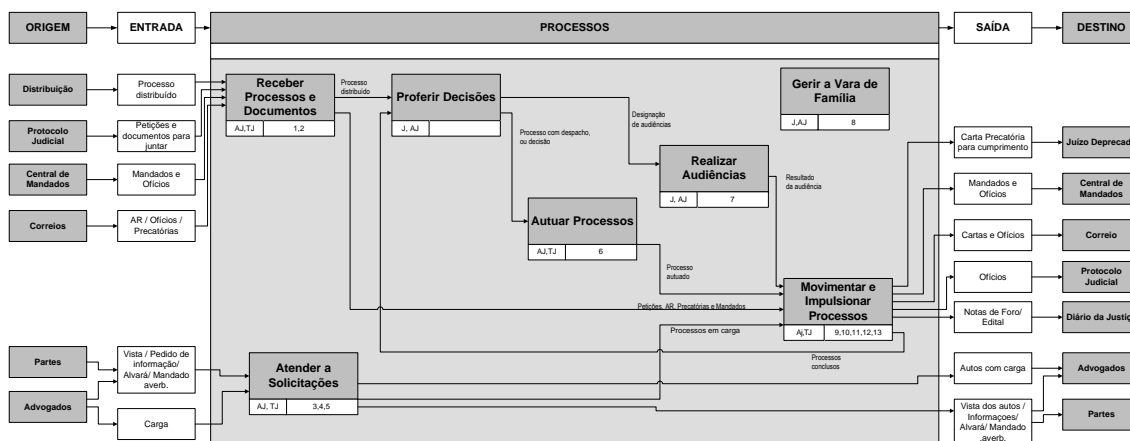 ORIGEM
ENTRADA
PROCESSOS
SAÍDA
DESTINO
Distribuição
Processo
distribuído
Protocolo
Judicial
Petições e
documentos para
juntar
Central de
Mandados
Mandados e
Ofícios
Correios
AR / Ofícios /
Precatórias
Receber
Processos e
Documentos
AJ,TJ
1,2
Processo
distribuído
Proferir Decisões
J, AJ
Processo com despacho,
ou decisão
Designação
de audiências
Gerir a Vara de
Família
J,AJ
8
Realizar
Audiências
J, AJ
7
Resultado
da audiência
Autuar Processos
AJ,TJ
6
Processo
autuado
Petições, AR, Precatórias e Mandados
Processos em carga
Movimentar e
Impulsionar
Processos
Aj,TJ
9,10,11,12,13
Processos
conclusos
Carta Precatória
para cumprimento
Juízo Deprecad
Mandados e
Ofícios
Central de
Mandados
Cartas e Ofícios
Correio
Ofícios
Protocolo
Judicial
Notas de Foro/
Edital
Diário da Justiç
Partes
Advogados
Vista / Pedido de
informação/
Alvará/ Mandado
averb.
Carga
Atender a
Solicitações
AJ, TJ
3,4,5
Autos com carga
Advogados
Vista dos autos /
Informaçoes/
Alvará/ Mandado
.averb.
Partes